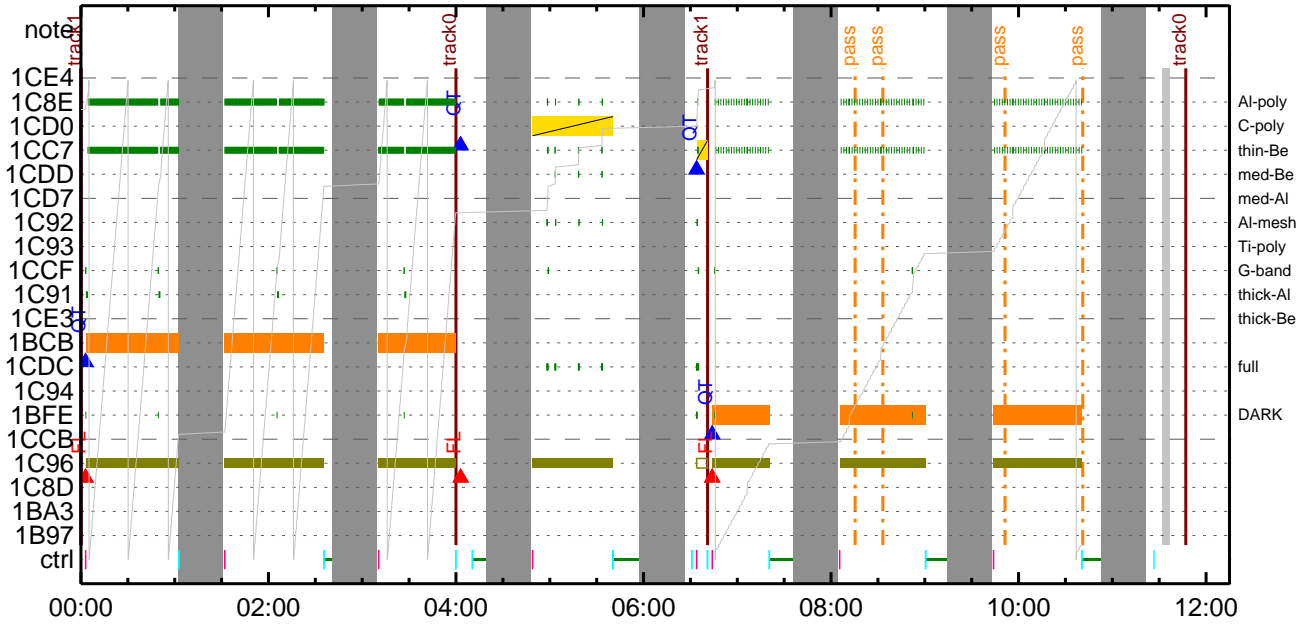 note
track1
track0
track1
pass
pass
pass
pass
track0
1CE4
1C8E
QT
Al-poly
1CD0
QT
C-poly
1CC7
thin-Be
1CDD
med-Be
1CD7
med-Al
1C92
Al-mesh
1C93
Ti-poly
1CCF
G-band
1C91
thick-Al
1CE3
QT
thick-Be
1BCB
1CDC
full
1C94
QT
1BFE
DARK
1CCB
FL
FL
FL
1C96
1C8D
1BA3
1B97
ctrl
00:00
02:00
04:00
06:00
08:00
10:00
12:00